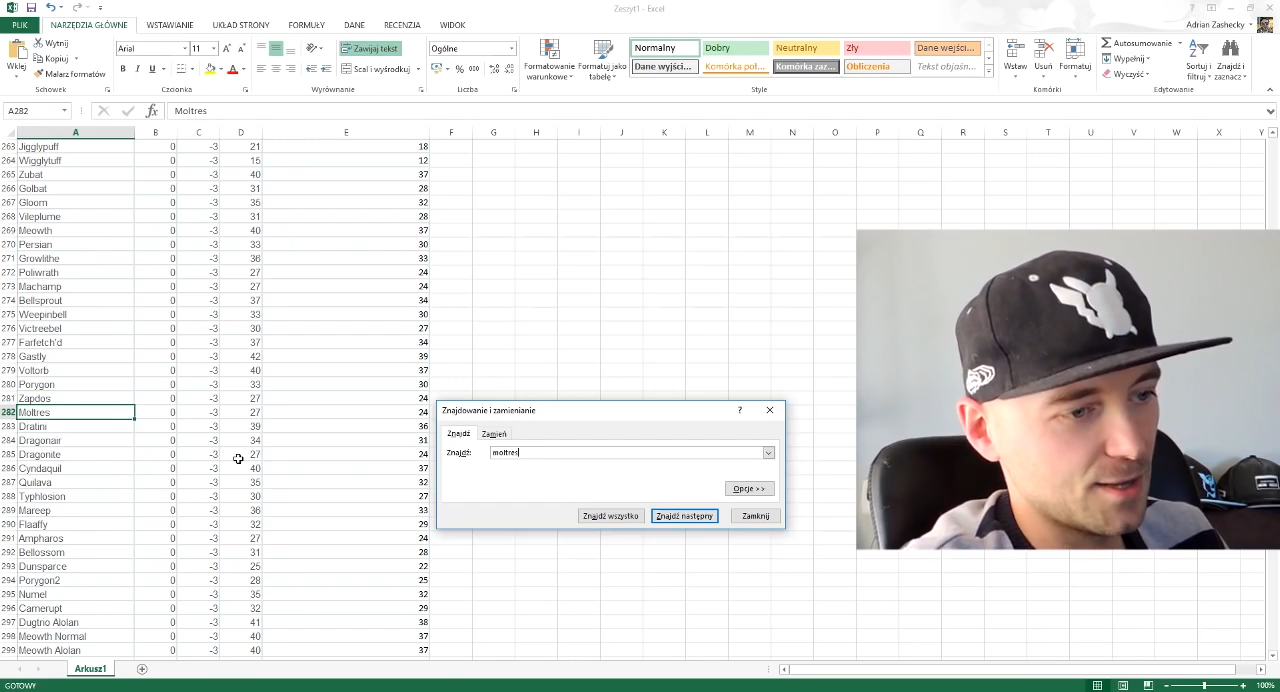 Zeszyt1 - Excel
PLIK NARZĘDZIA GŁÓWNE WSTAWIANIE UKŁAD STRONY FORMUŁY DANE RECENZJA WIDOK Adrian Zashecky
Wklej
Wytnij
Kopiuj
Malarz formatów
Schowek
Arial 11
B I U
Czcionka
Zawijaj tekst
Scal i wyśrodkuj
Wyrównanie
Ogólne
% 000
Liczba
Formatowanie warunkowe
Formatuj jako tabelę
Normalny Dobry Neutralny Zły Dane wejści...
Dane wyjści... Komórka poł... Komórka zaz... Obliczenia Tekst objaśn...
Style
Wstaw Usuń Formatuj
Komórki
Autosumowanie
Wypełnij
Wyczyść
Sortuj i filtruj
Znajdź i zaznacz
Edytowanie
A282 fx Moltres
A B C D E F G H I J K L M N O P Q R S T U V W X Y
263 Jigglypuff 0 -3 21 18
264 Wigglytuff 0 -3 15 12
265 Zubat 0 -3 40 37
266 Golbat 0 -3 31 28
267 Gloom 0 -3 35 32
268 Vileplume 0 -3 31 28
269 Meowth 0 -3 40 37
270 Persian 0 -3 33 30
271 Growlithe 0 -3 36 33
272 Poliwrath 0 -3 27 24
273 Machamp 0 -3 27 24
274 Bellsprout 0 -3 37 34
275 Weepinbell 0 -3 33 30
276 Victreebel 0 -3 30 27
277 Farfetch'd 0 -3 37 34
278 Gastly 0 -3 42 39
279 Voltorb 0 -3 40 37
280 Porygon 0 -3 33 30
281 Zapdos 0 -3 27 24
282 Moltres 0 -3 27 24
283 Dratini 0 -3 39 36
284 Dragonair 0 -3 34 31
285 Dragonite 0 -3 27 24
286 Cyndaquil 0 -3 40 37
287 Quilava 0 -3 35 32
288 Typhlosion 0 -3 30 27
289 Mareep 0 -3 36 33
290 Flaaffy 0 -3 32 29
291 Ampharos 0 -3 27 24
292 Bellossom 0 -3 31 28
293 Dunsparce 0 -3 25 22
294 Porygon2 0 -3 28 25
295 Numel 0 -3 35 32
296 Camerupt 0 -3 32 29
297 Dugtrio Alolan 0 -3 41 38
298 Meowth Normal 0 -3 40 37
299 Meowth Alolan 0 -3 40 37
Znajdowanie i zamienianie ?
Znajdź Zamień
Znajdź: moltres
Opcje >>
Znajdź wszystko Znajdź następny Zamknij
Arkusz1
GOTOWY 100%